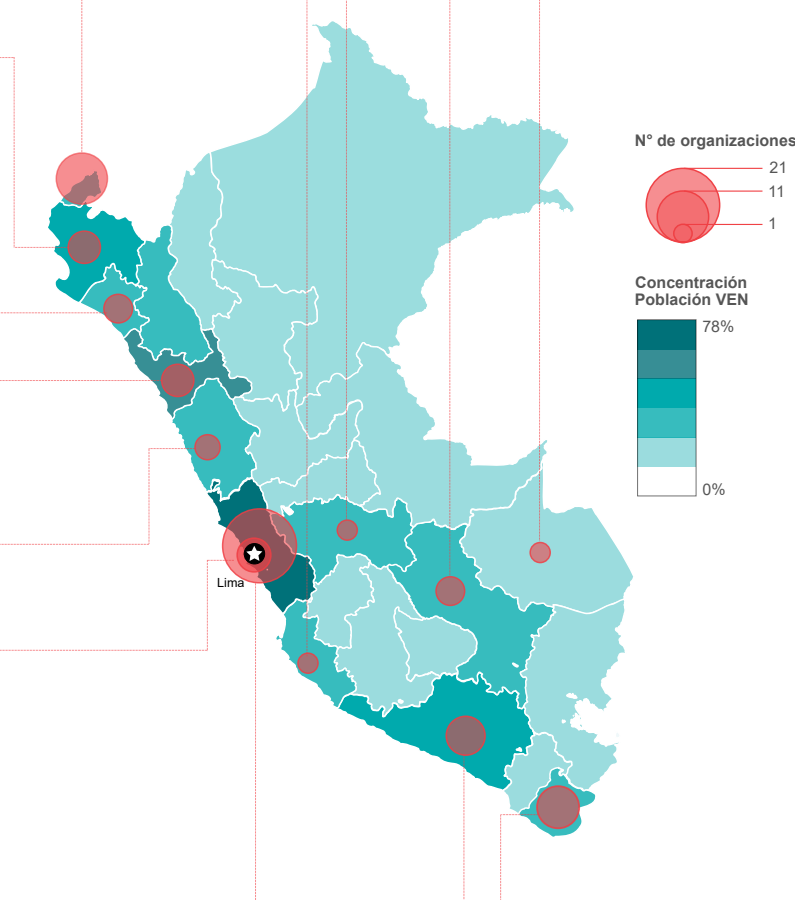 N° de organizaciones
21
11
1
Concentración
Población VEN
78%
0%
Lima